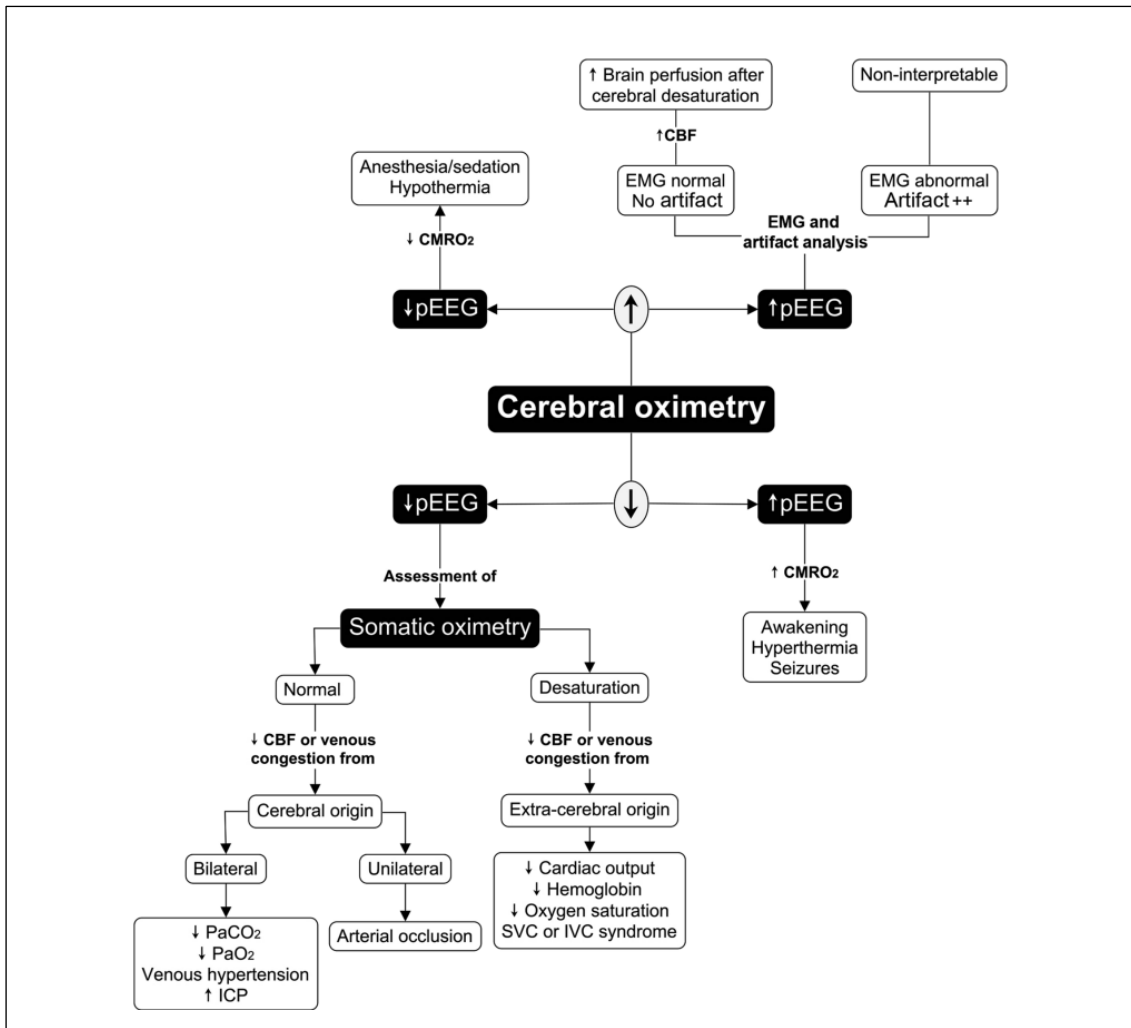 ↑ Brain perfusion after
cerebral desaturation
Non-interpretable
↑CBF
Anesthesia/sedation
Hypothermia
EMG normal
No artifact
EMG abnormal
Artifact ++
EMG and
artifact analysis
↓ CMRO₂
↓pEEG
↑
↑pEEG
Cerebral oximetry
↓pEEG
↓
↑pEEG
Assessment of
↑ CMRO₂
Somatic oximetry
Awakening
Hyperthermia
Seizures
Normal
Desaturation
↓ CBF or venous
congestion from
↓ CBF or venous
congestion from
Cerebral origin
Extra-cerebral origin
Bilateral
Unilateral
↓ Cardiac output
↓ Hemoglobin
↓ Oxygen saturation
SVC or IVC syndrome
↓ PaCO₂
↓ PaO₂
Venous hypertension
↑ ICP
Arterial occlusion